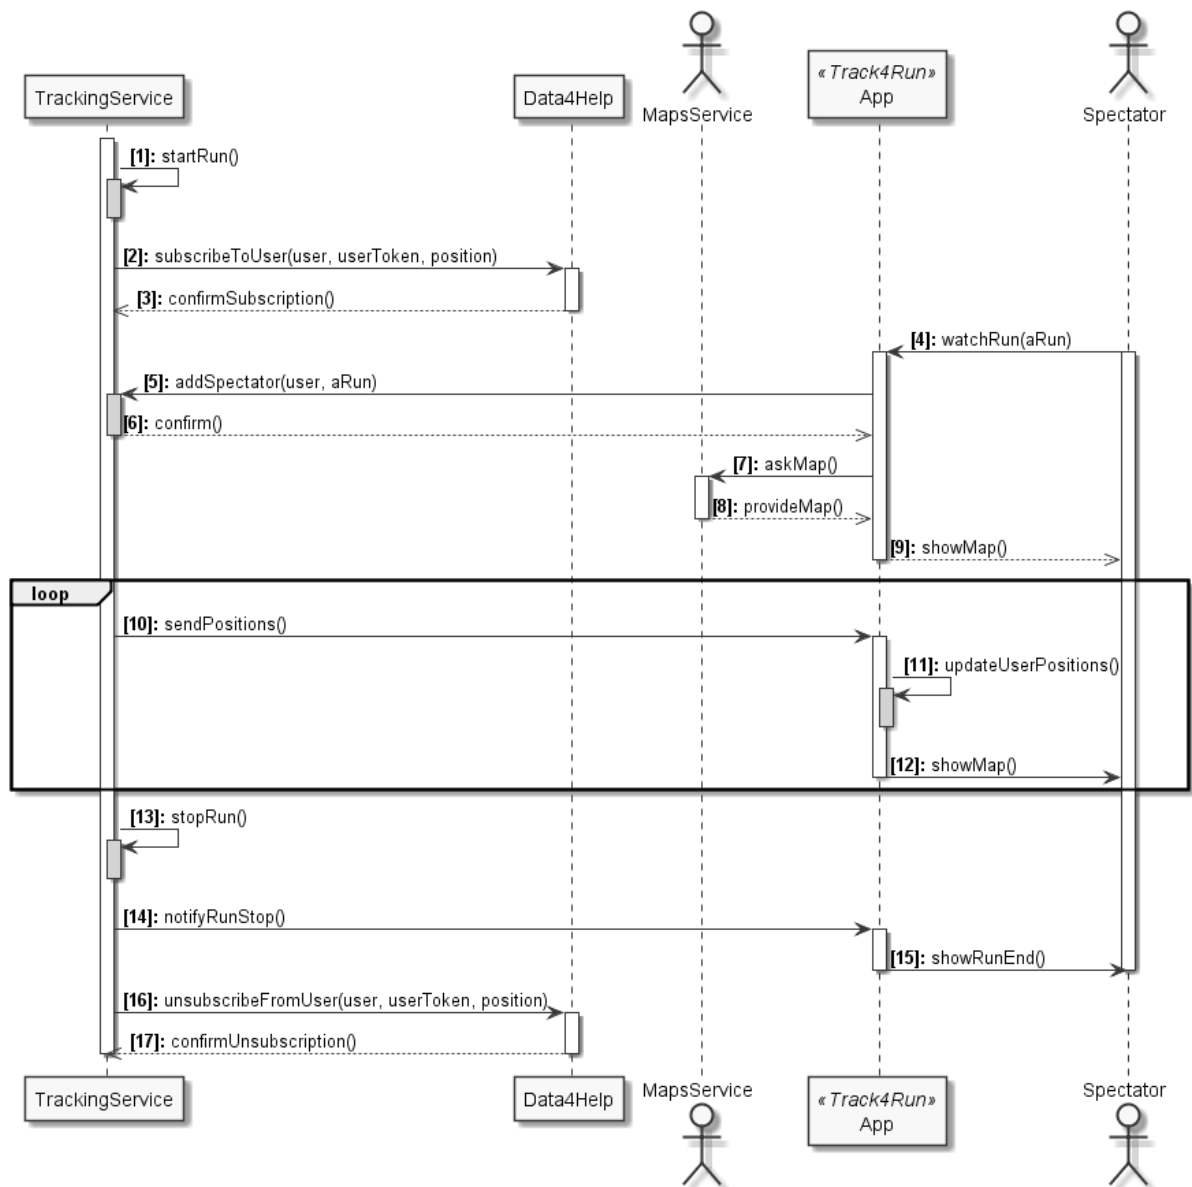 TrackingService
Data4Help
MapsService
«Track4Run»
App
Spectator
[1]: startRun()
[2]: subscribeToUser(user, userToken, position)
[3]: confirmSubscription()
[4]: watchRun(aRun)
[5]: addSpectator(user, aRun)
[6]: confirm()
[7]: askMap()
[8]: provideMap()
[9]: showMap()
loop
[10]: sendPositions()
[11]: updateUserPositions()
[12]: showMap()
[13]: stopRun()
[14]: notifyRunStop()
[15]: showRunEnd()
[16]: unsubscribeFromUser(user, userToken, position)
[17]: confirmUnsubscription()
TrackingService
Data4Help
MapsService
«Track4Run»
App
Spectator